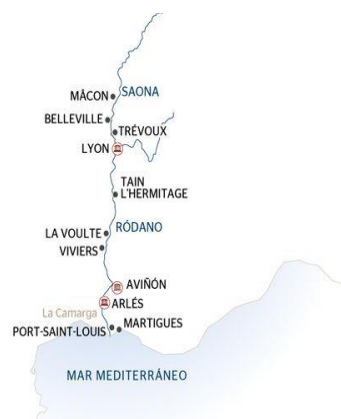 MÂCON
SAONA
BELLEVILLE
TRÉVOUX
LYON
TAIN
L'HERMITAGE
LA VOULTE
RÓDANO
VIVIERS
AVIÑÓN
ARLÉS
La Camarga
MARTIGUES
PORT-SAINT-LOUIS
MAR MEDITERRÁNEO